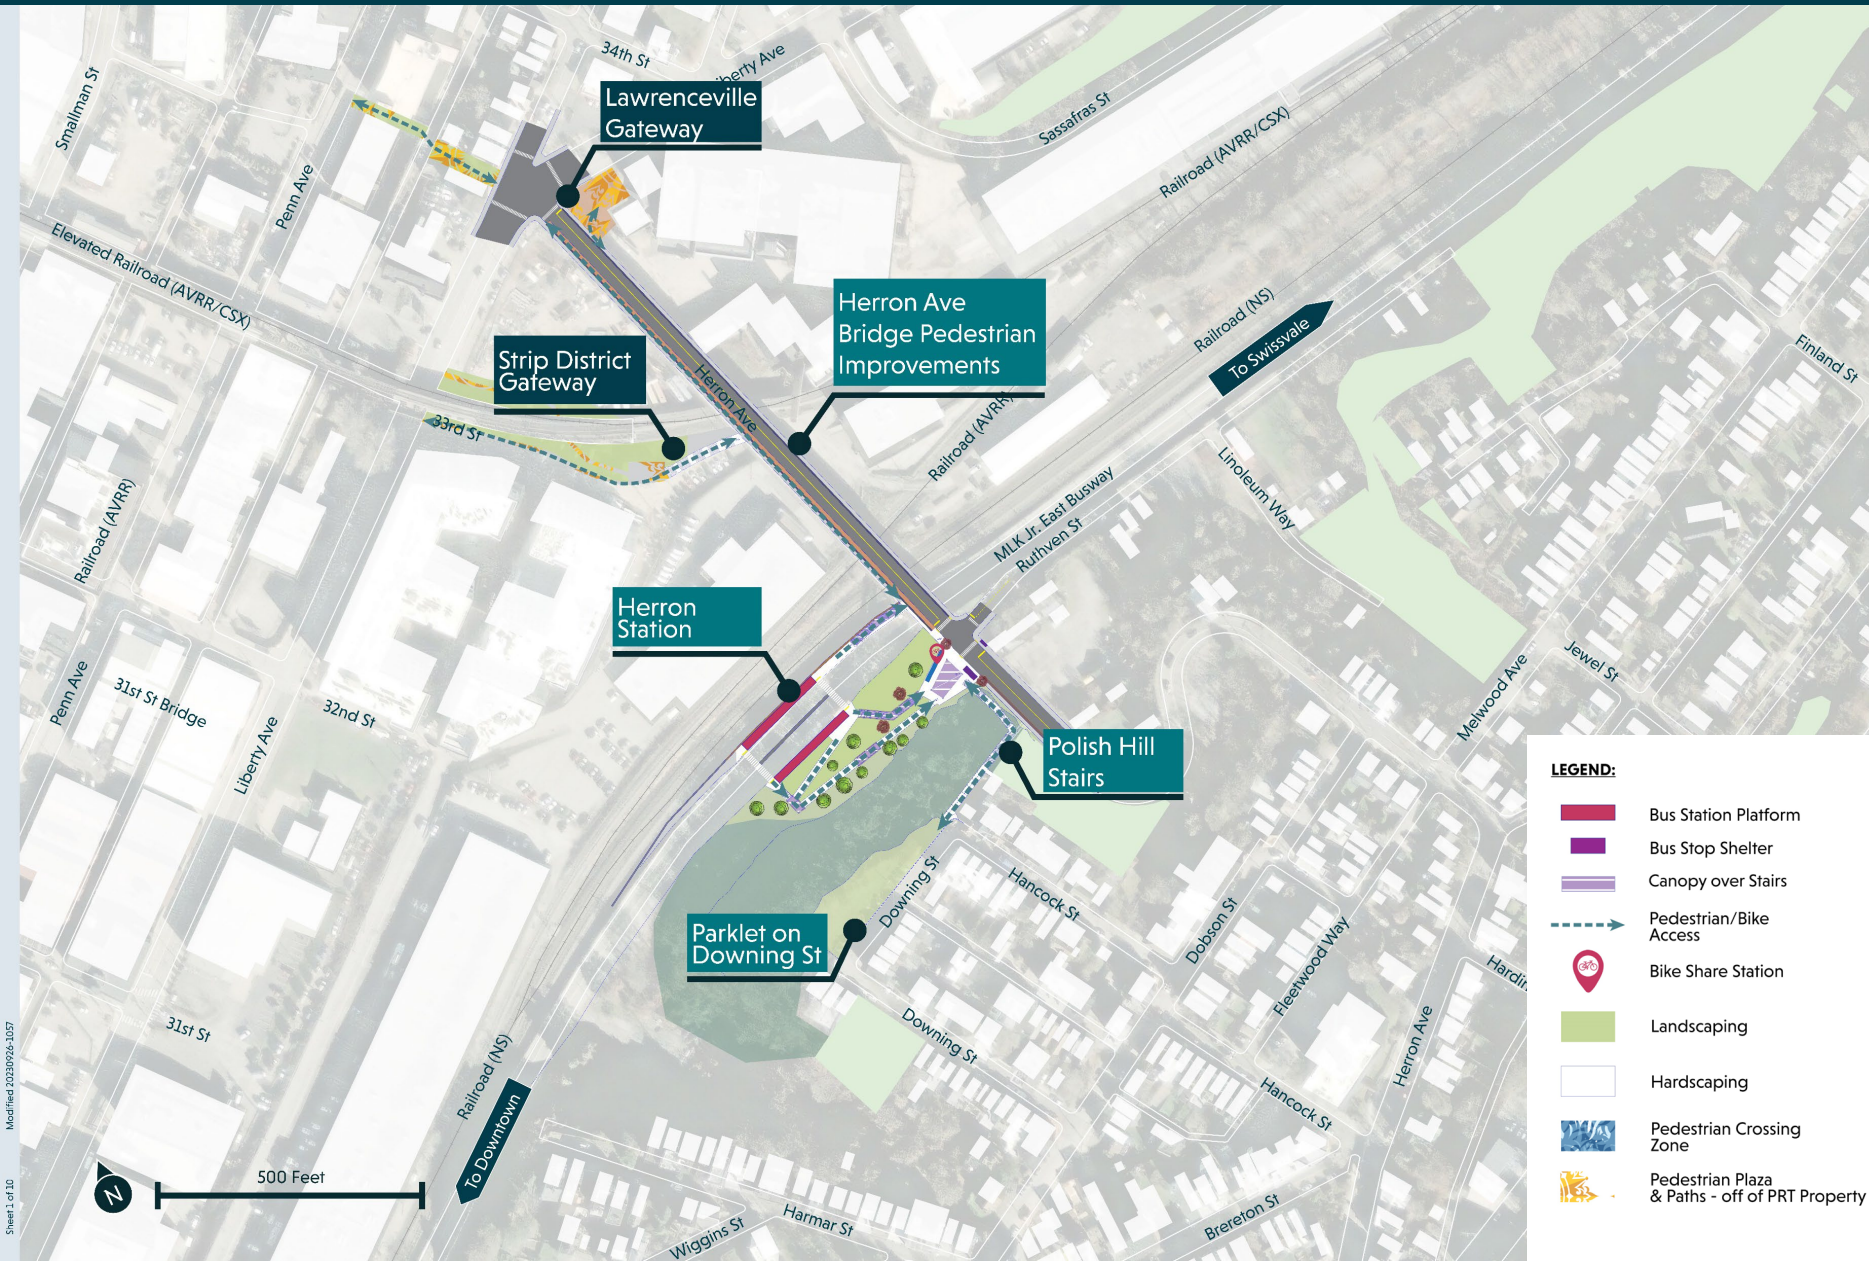 34th St
Liberty Ave
Smallman St
Lawrenceville
Gateway
Sassafras St
Railroad (AVRR/CSX)
Penn Ave
Elevated Railroad (AVRR/CSX)
Herron Ave
Bridge Pedestrian
Improvements
Railroad (NS)
To Swissvale
Finland St
Strip District
Gateway
Herron Ave
33rd St
Railroad (AVRR)
Linoleum Way
Railroad (AVRR)
MLK Jr. East Busway
Ruthven St
Herron
Station
Jewel St
Melwood Ave
Penn Ave
31st St Bridge
32nd St
Liberty Ave
Polish Hill
Stairs
Parklet on
Downing St
Downing St
Hancock St
Dobson St
Fleetwood Way
Hardin
Herron Ave
31st St
Railroad (NS)
Downing St
Hancock St
To Downtown
500 Feet
N
Wiggins St
Harmar St
Brereton St
LEGEND:
Bus Station Platform
Bus Stop Shelter
Canopy over Stairs
Pedestrian/Bike
Access
Bike Share Station
Landscaping
Hardscaping
Pedestrian Crossing
Zone
Pedestrian Plaza
& Paths - off of PRT Property
Modified 20230926-1057
Sheet 1 of 10